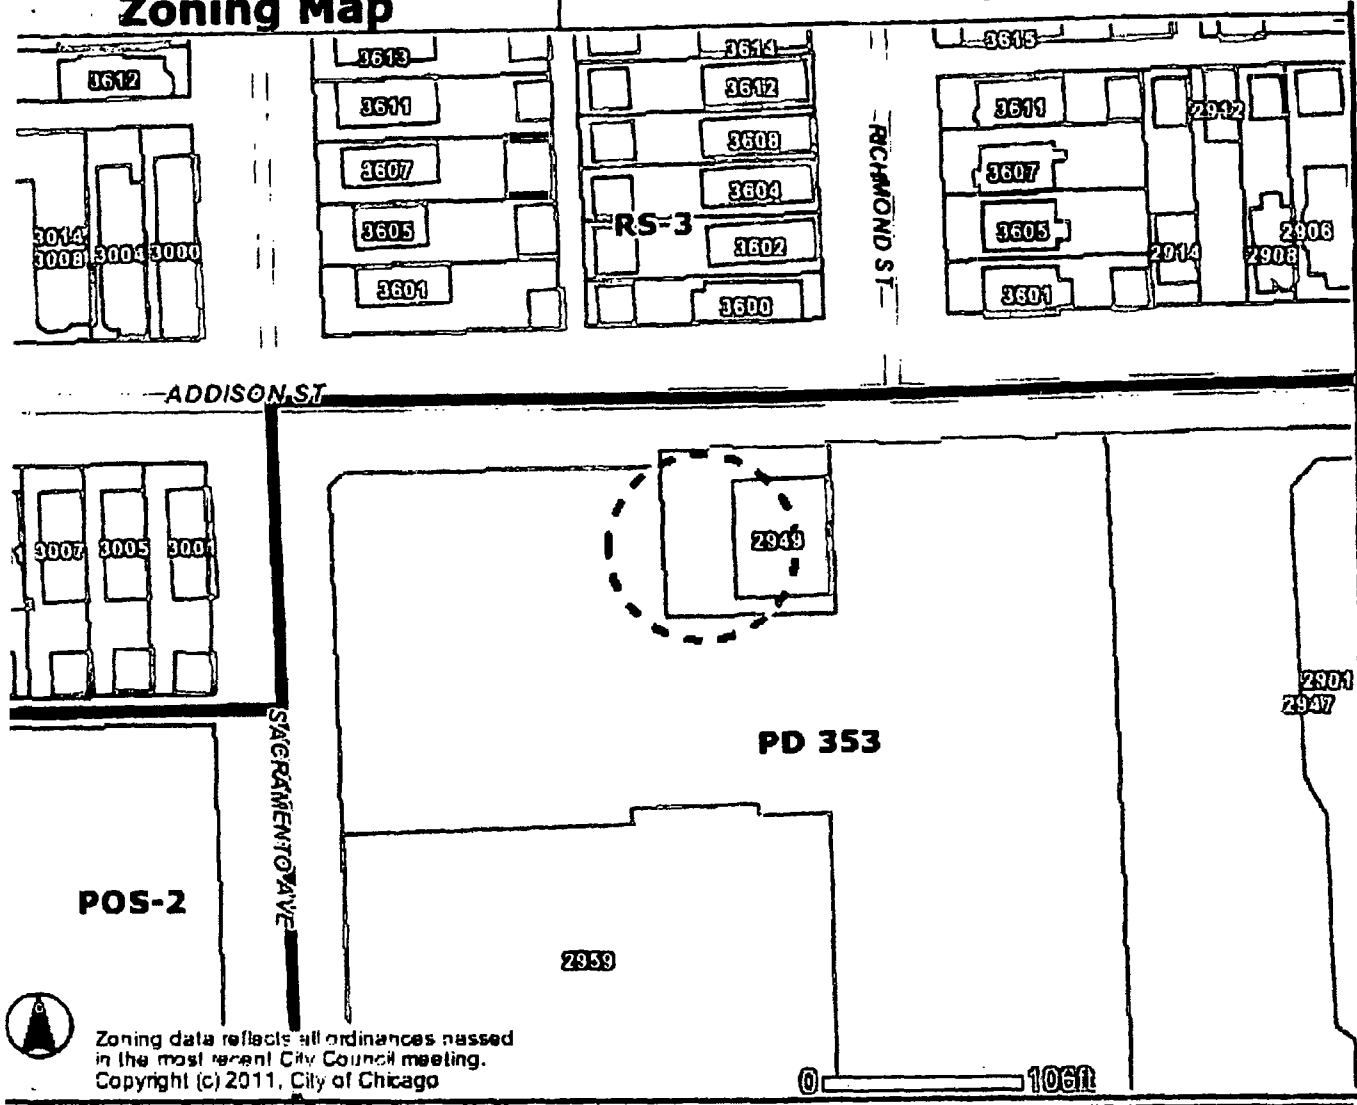 Zoning Map
3613
3614
3615
3612
3611
3612
3611
2912
3607
3608
3607
RICHMOND ST
3604
3605
RS-3
3602
3605
3014
3008
3004
3000
2914
2908
2906
3601
3600
3601
ADDISON ST
3007
3005
3001
2949
2901
2947
SACRAMENTO AVE
PD 353
POS-2
2959
Zoning data reflects all ordinances passed
in the most recent City Council meeting.
Copyright (c) 2011, City of Chicago
0 106ft